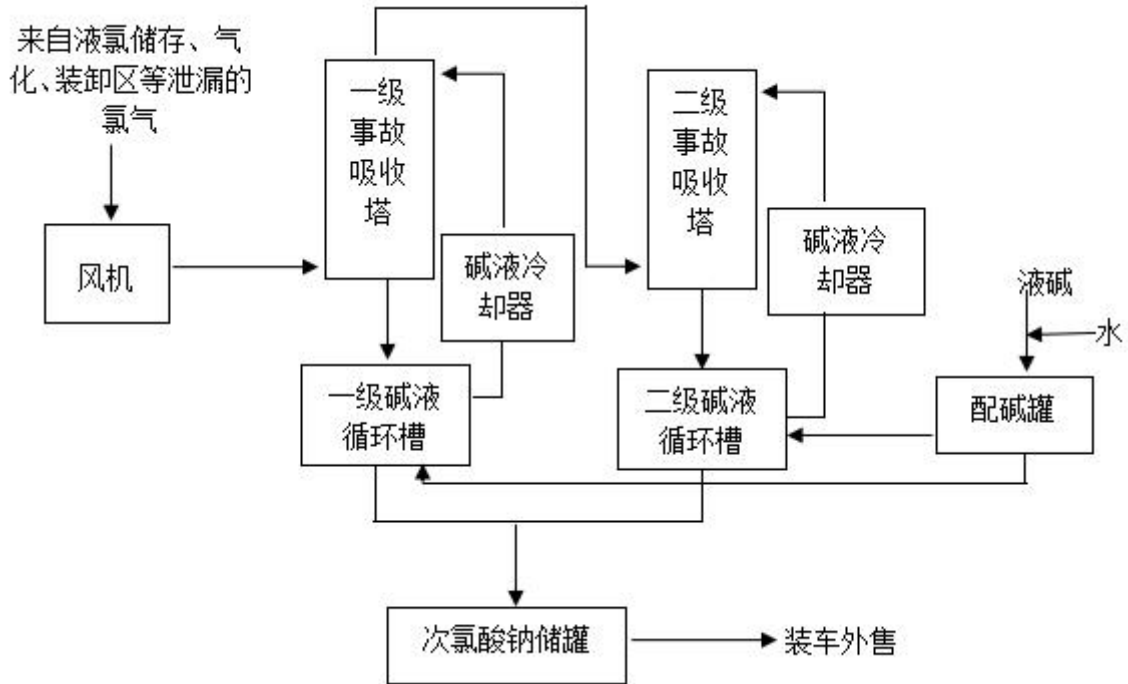 来自液氯储存、气
化、装卸区等泄漏的
氯气
风机
一级
事故
吸收
塔
碱液冷
却器
一级碱液
循环槽
二级
事故
吸收
塔
碱液冷
却器
二级碱液
循环槽
液碱
水
配碱罐
次氯酸钠储罐
装车外售